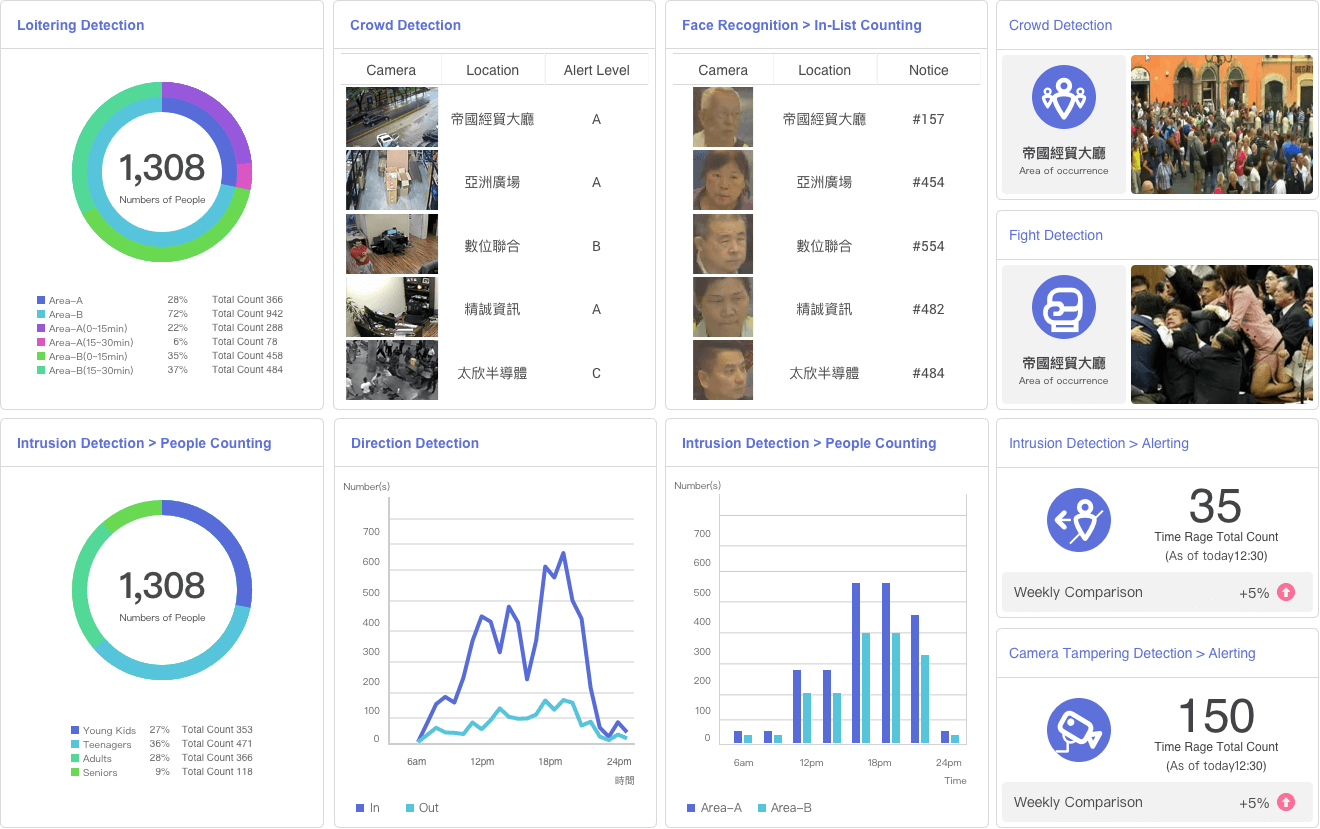 Loitering Detection
1,308
Numbers of People
Area-A 28% Total Count 366
Area-B 72% Total Count 942
Area-A(0~15min) 22% Total Count 288
Area-A(15~30min) 6% Total Count 78
Area-B(0~15min) 35% Total Count 458
Area-B(15~30min) 37% Total Count 484
Crowd Detection
Camera Location Alert Level
帝國經貿大廳 A
亞洲廣場 A
數位聯合 B
精誠資訊 A
太欣半導體 C
Face Recognition > In-List Counting
Camera Location Notice
帝國經貿大廳 #157
亞洲廣場 #454
數位聯合 #554
精誠資訊 #482
太欣半導體 #484
Crowd Detection
帝國經貿大廳
Area of occurrence
Fight Detection
帝國經貿大廳
Area of occurrence
Intrusion Detection > People Counting
1,308
Numbers of People
Young Kids 27% Total Count 353
Teenagers 36% Total Count 471
Adults 28% Total Count 366
Seniors 9% Total Count 118
Direction Detection
Number(s)
700
600
500
400
300
200
100
0
6am 12pm 18pm 24pm
時間
In Out
Intrusion Detection > People Counting
Number(s)
700
600
500
400
300
200
100
0
6am 12pm 18pm 24pm
Time
Area-A Area-B
Intrusion Detection > Alerting
35
Time Rage Total Count
(As of today12:30)
Weekly Comparison +5%
Camera Tampering Detection > Alerting
150
Time Rage Total Count
(As of today12:30)
Weekly Comparison +5%